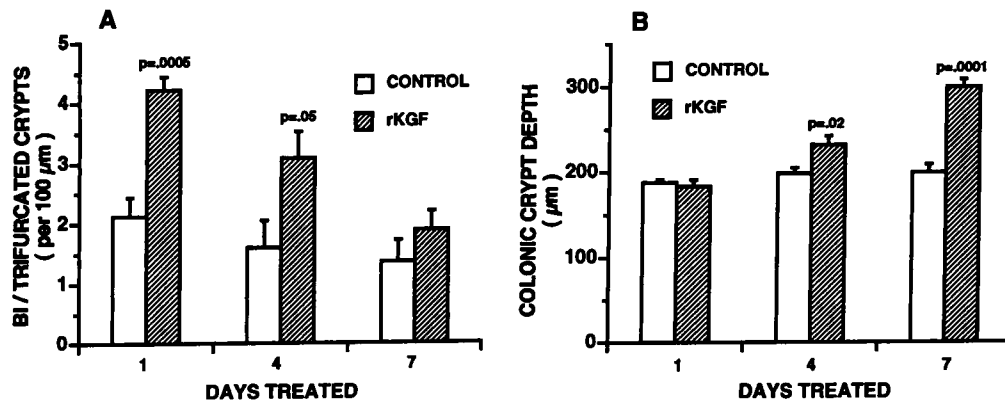 A
BI / TRIFURCATED CRYPTS
( per 100 µm )
5
4
3
2
1
0
p=.0005
p=.05
CONTROL
rKGF
1
4
7
DAYS TREATED
B
COLONIC CRYPT DEPTH
( µm )
300
200
100
0
CONTROL
rKGF
p=.02
p=.0001
1
4
7
DAYS TREATED